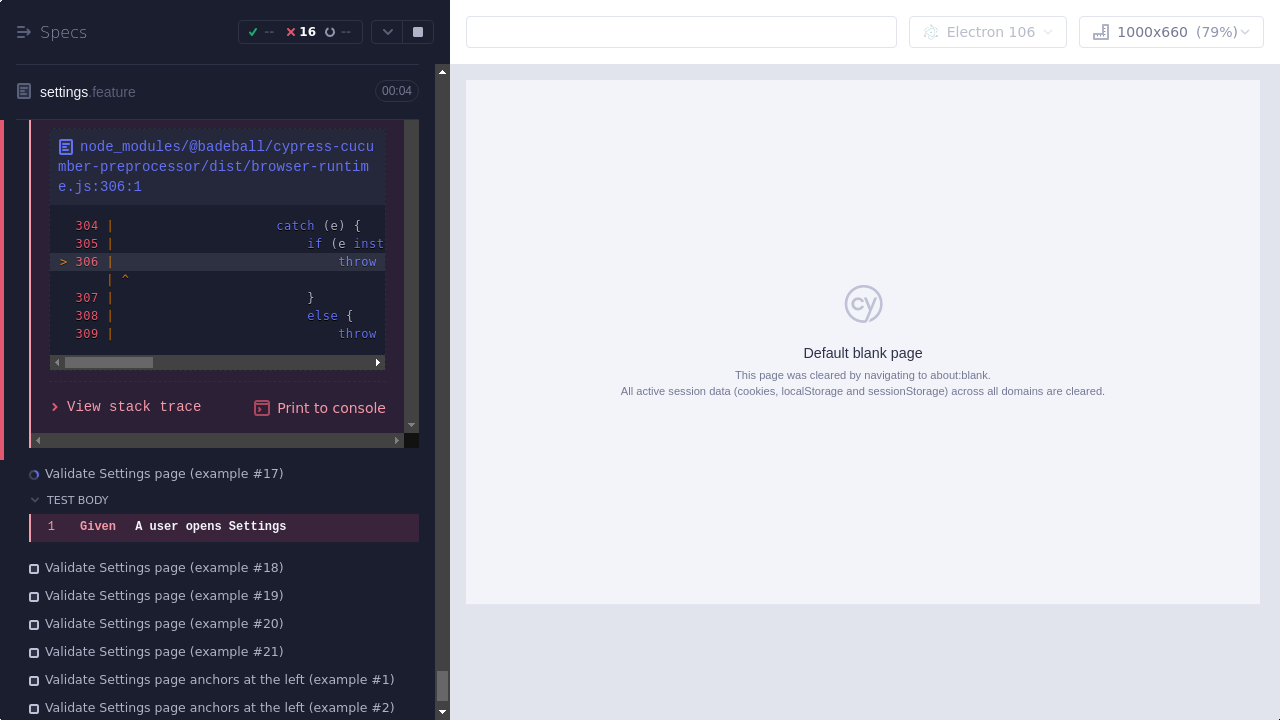 Specs
--
16
--
Electron 106
1000x660 (79%)
settings.feature
00:04
node_modules/@badeball/cypress-cucu
mber-preprocessor/dist/browser-runtim
e.js:306:1
304 | catch (e) {
305 | if (e inst
> 306 | throw
| ^
307 | }
308 | else {
309 | throw
View stack trace
Print to console
Validate Settings page (example #17)
TEST BODY
1 Given A user opens Settings
Validate Settings page (example #18)
Validate Settings page (example #19)
Validate Settings page (example #20)
Validate Settings page (example #21)
Validate Settings page anchors at the left (example #1)
Validate Settings page anchors at the left (example #2)
cy
Default blank page
This page was cleared by navigating to about:blank.
All active session data (cookies, localStorage and sessionStorage) across all domains are cleared.